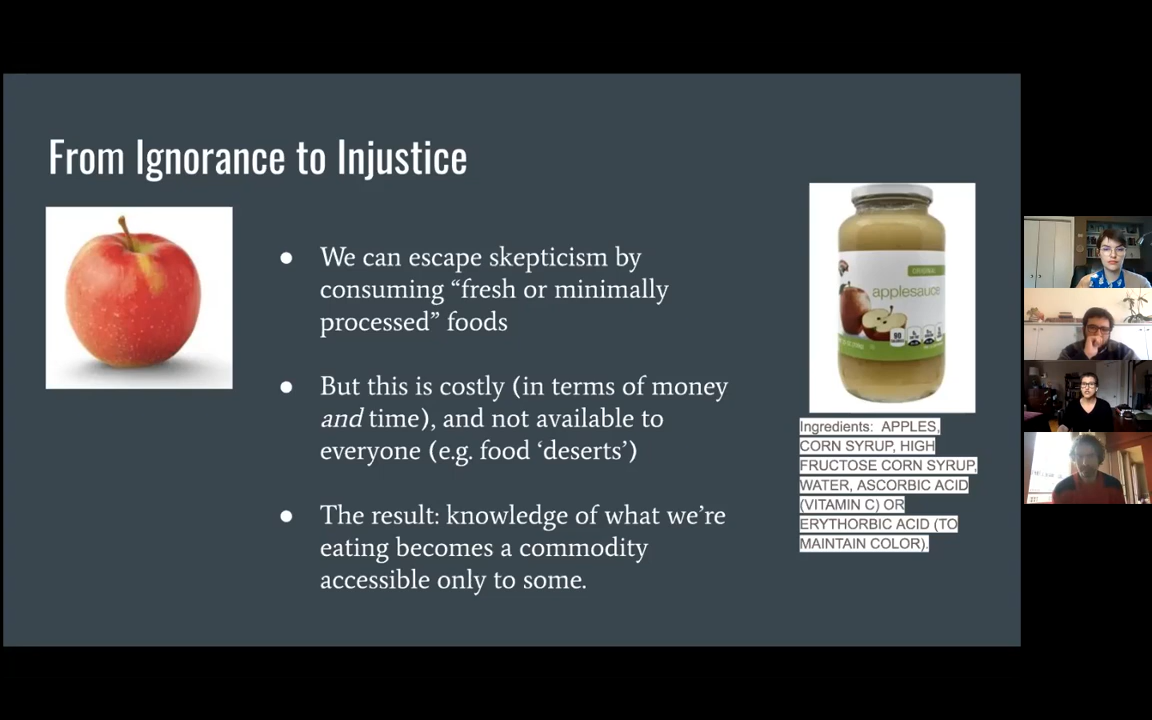 From Ignorance to Injustice
● We can escape skepticism by
consuming “fresh or minimally
processed” foods
● But this is costly (in terms of money
and time), and not available to
everyone (e.g. food ‘deserts’)
● The result: knowledge of what we’re
eating becomes a commodity
accessible only to some.
applesauce
Ingredients: APPLES,
CORN SYRUP, HIGH
FRUCTOSE CORN SYRUP,
WATER, ASCORBIC ACID
(VITAMIN C) OR
ERYTHORBIC ACID (TO
MAINTAIN COLOR).